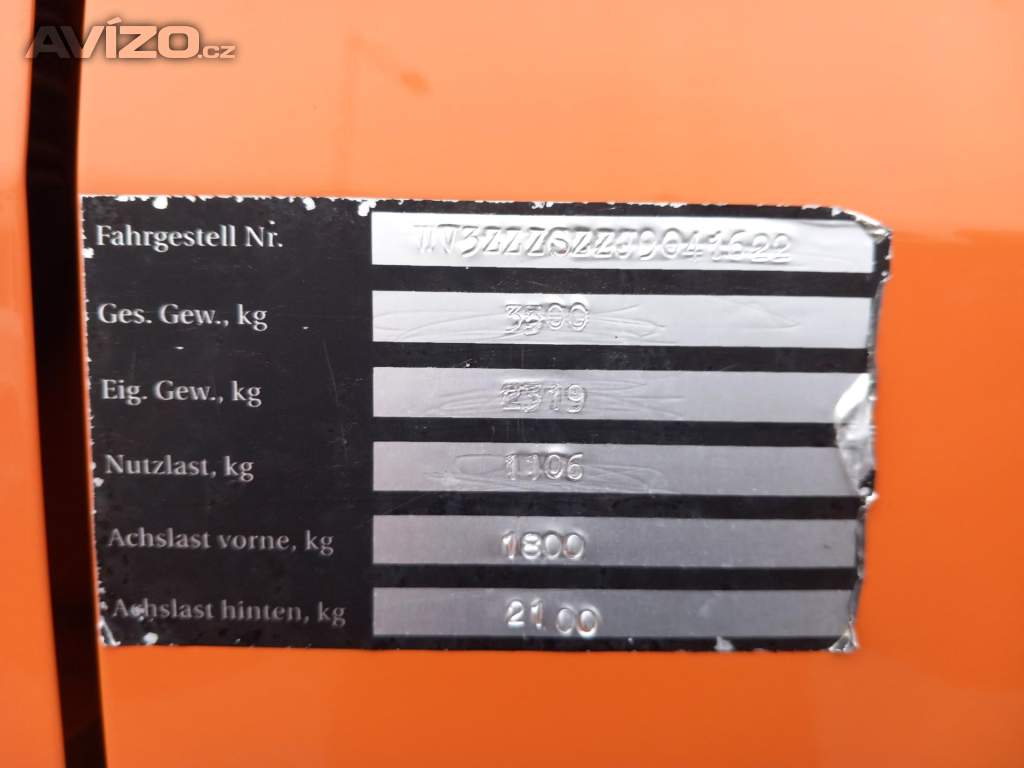 AVÍZO.cz
Fahrgestell Nr.
Ges. Gew., kg 3500
Eig. Gew., kg 2319
Nutzlast, kg 1106
Achslast vorne, kg 1800
Achslast hinten, kg 2100